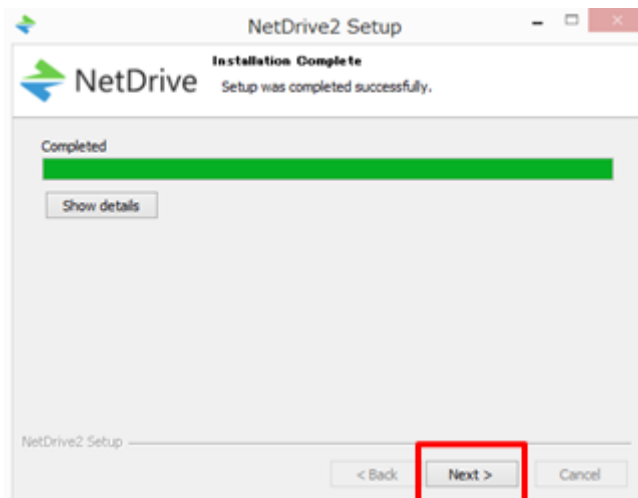 NetDrive2 Setup
NetDrive
Installation Complete
Setup was completed successfully.
Completed
Show details
NetDrive2 Setup
< Back
Next >
Cancel